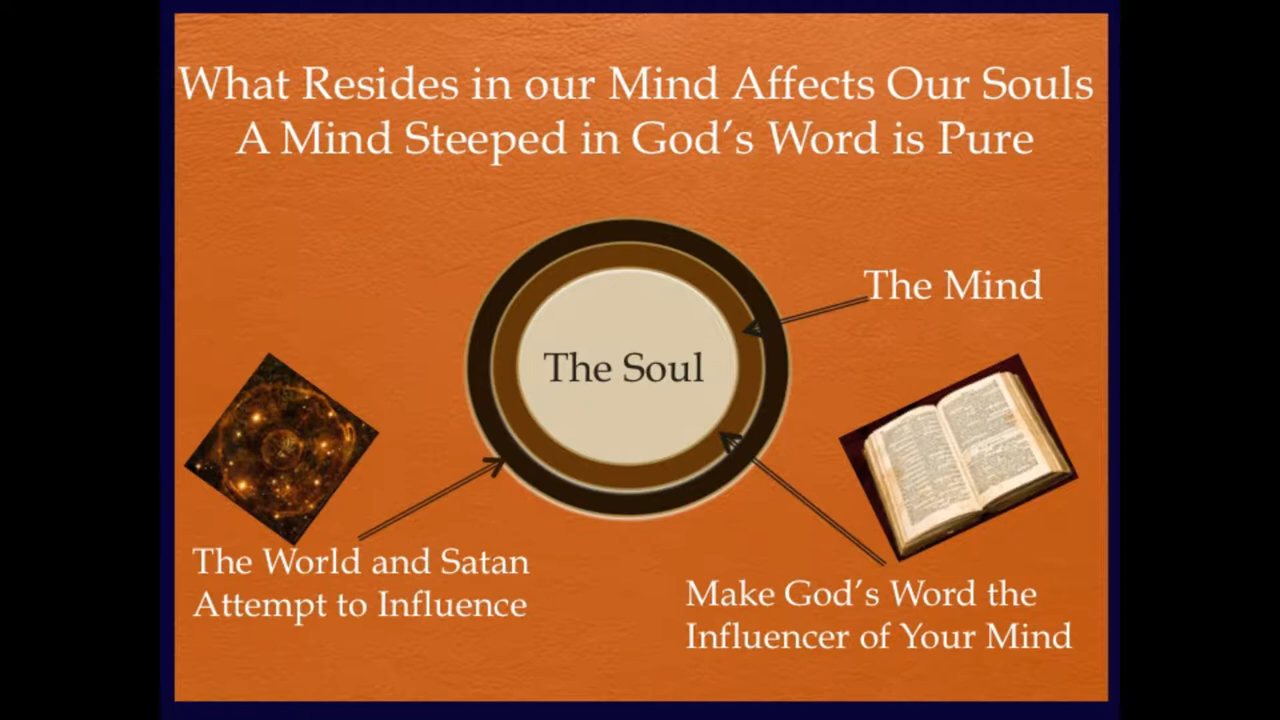 What Resides in our Mind Affects Our Souls
A Mind Steeped in God’s Word is Pure
The Mind
The Soul
The World and Satan
Attempt to Influence
Make God’s Word the
Influencer of Your Mind